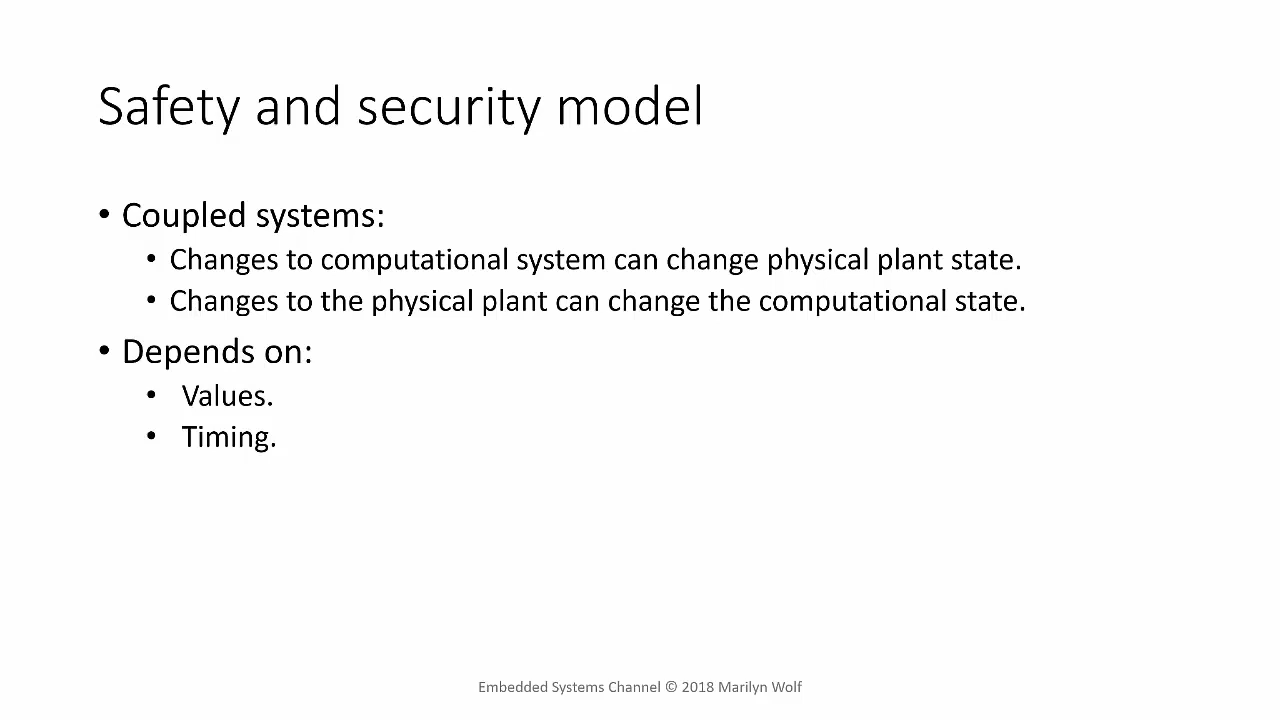 Safety and security model
• Coupled systems:
• Changes to computational system can change physical plant state.
• Changes to the physical plant can change the computational state.
• Depends on:
• Values.
• Timing.
Embedded Systems Channel © 2018 Marilyn Wolf